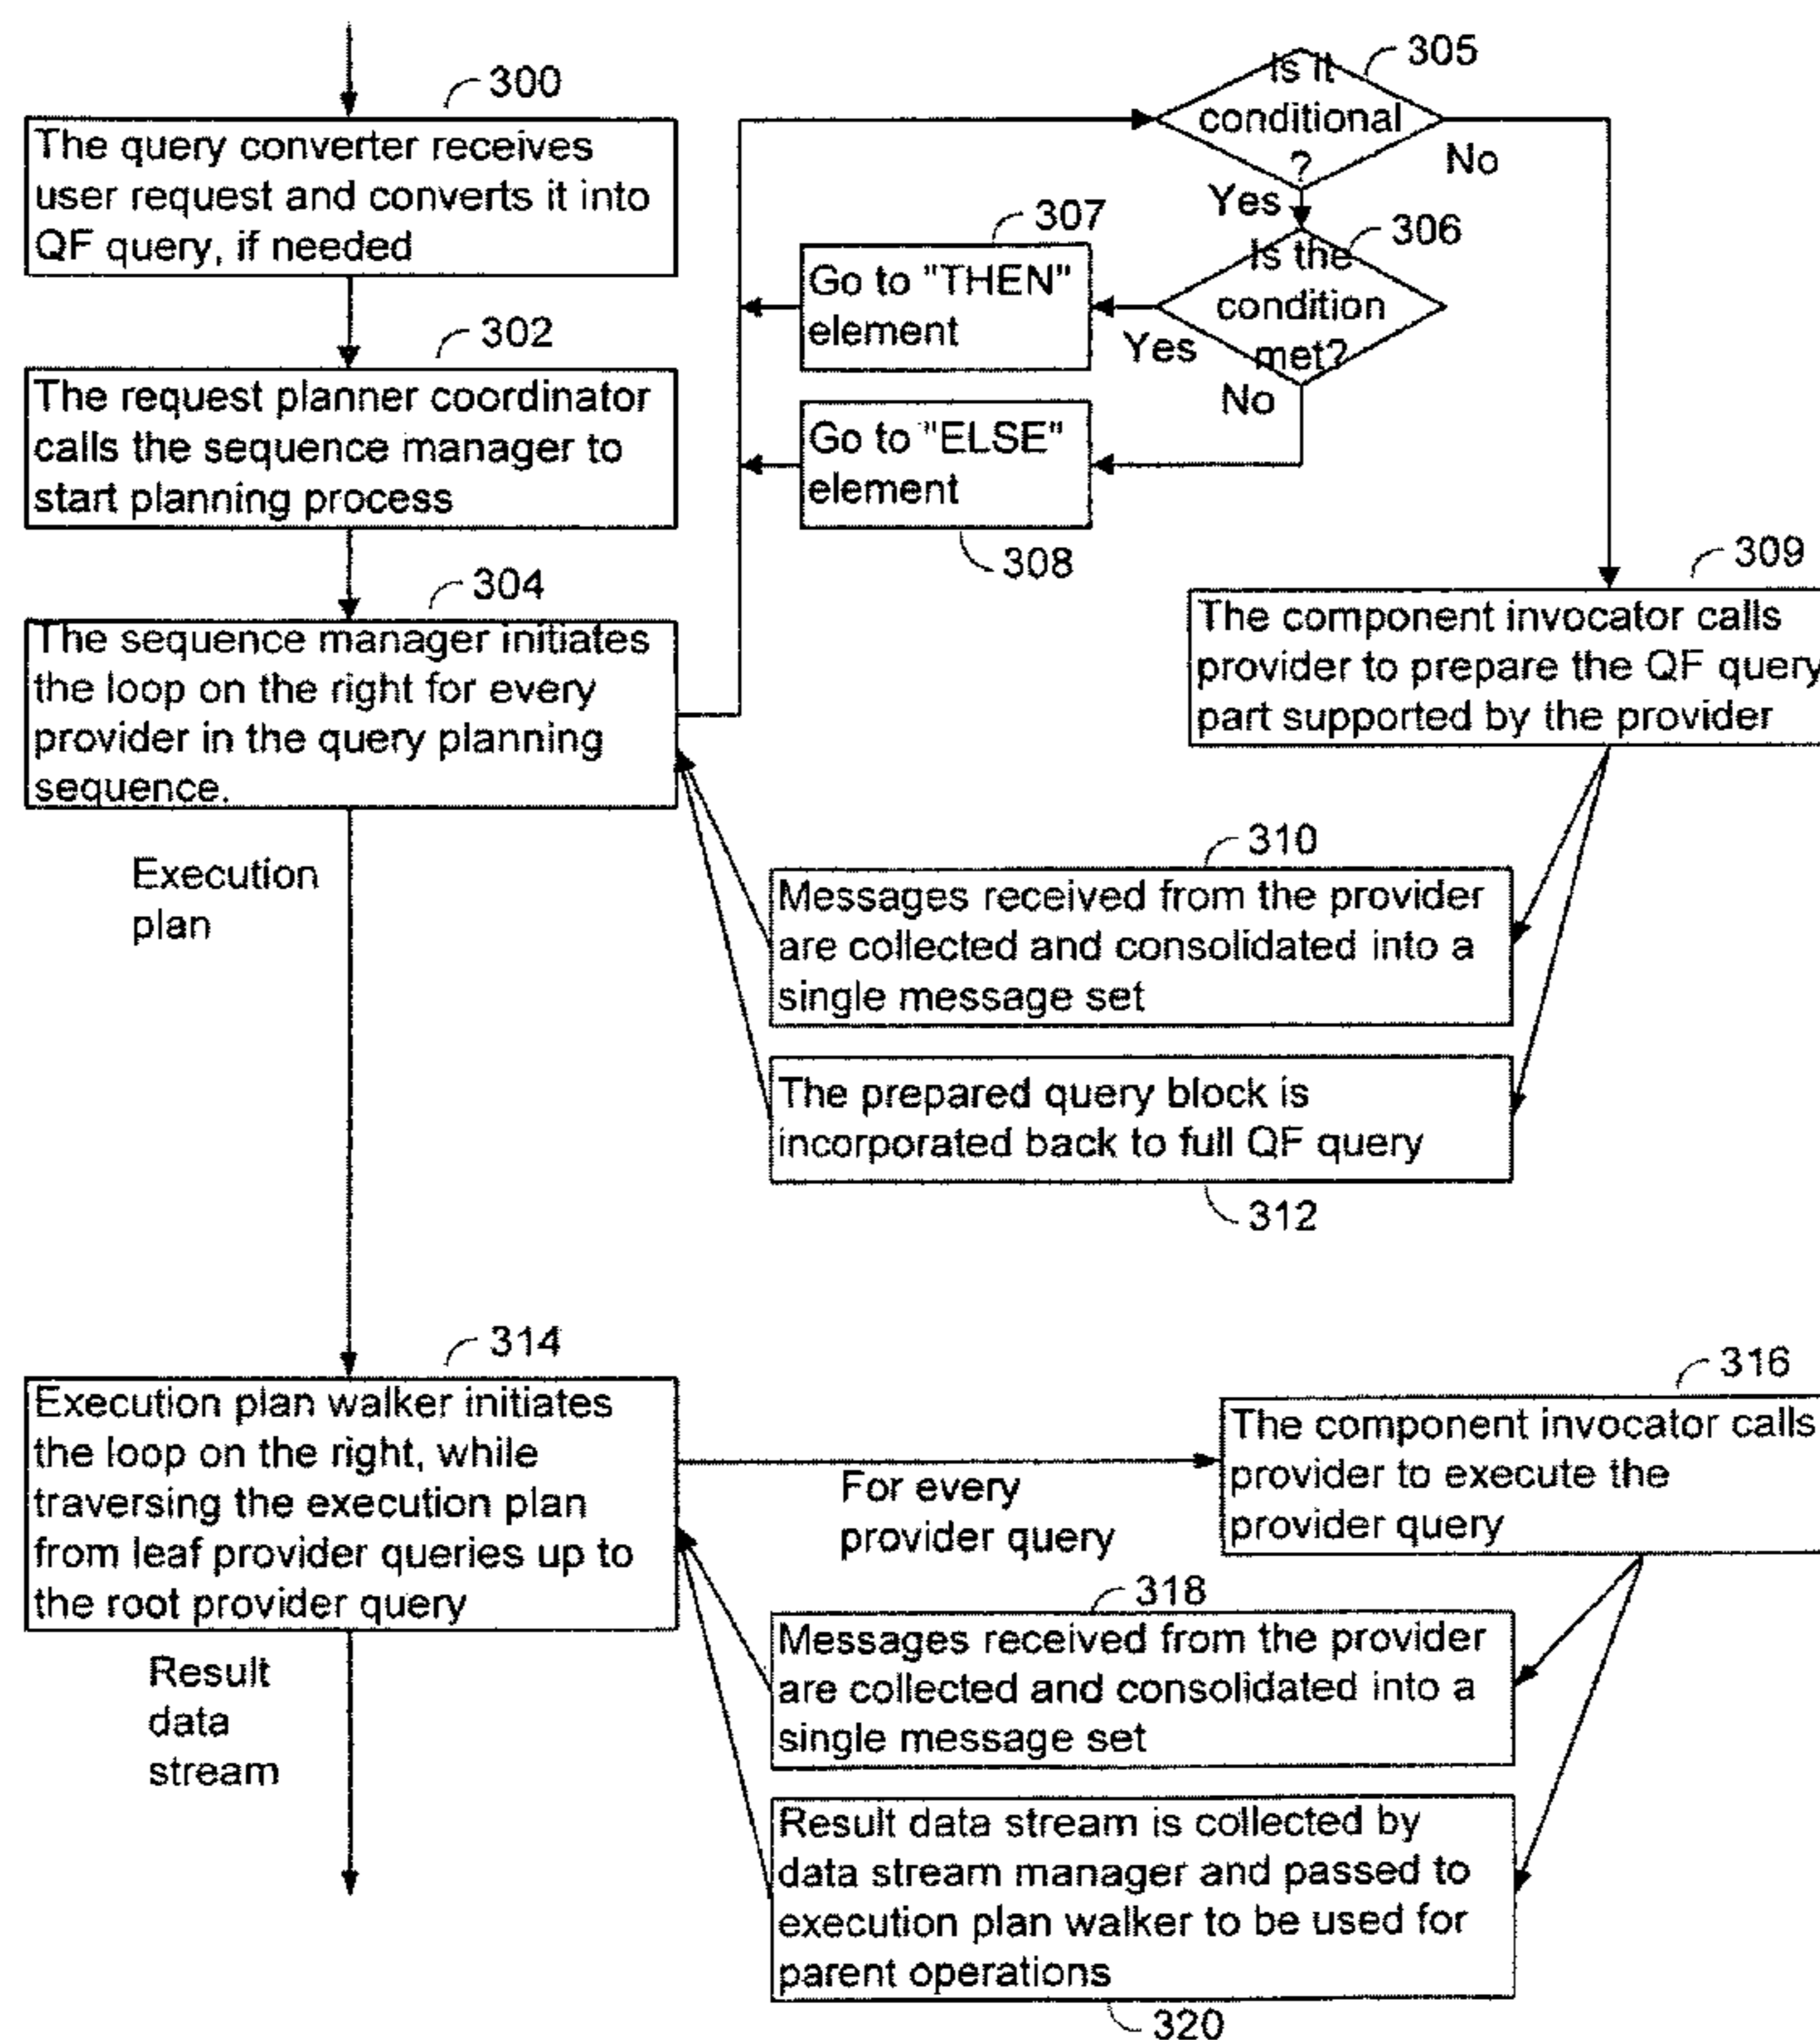 300
The query converter receives
user request and converts it into
QF query, if needed
302
The request planner coordinator
calls the sequence manager to
start planning process
304
The sequence manager initiates
the loop on the right for every
provider in the query planning
sequence.
305
Is it
conditional
?
No
Yes
306
Is the
condition
met?
Yes
No
307
Go to "THEN"
element
Go to "ELSE"
element
308
309
The component invocator calls
provider to prepare the QF query
part supported by the provider
310
Messages received from the provider
are collected and consolidated into a
single message set
The prepared query block is
incorporated back to full QF query
312
Execution
plan
314
Execution plan walker initiates
the loop on the right, while
traversing the execution plan
from leaf provider queries up to
the root provider query
For every
provider query
316
The component invocator calls
provider to execute the
provider query
318
Messages received from the provider
are collected and consolidated into a
single message set
Result data stream is collected by
data stream manager and passed to
execution plan walker to be used for
parent operations
320
Result
data
stream